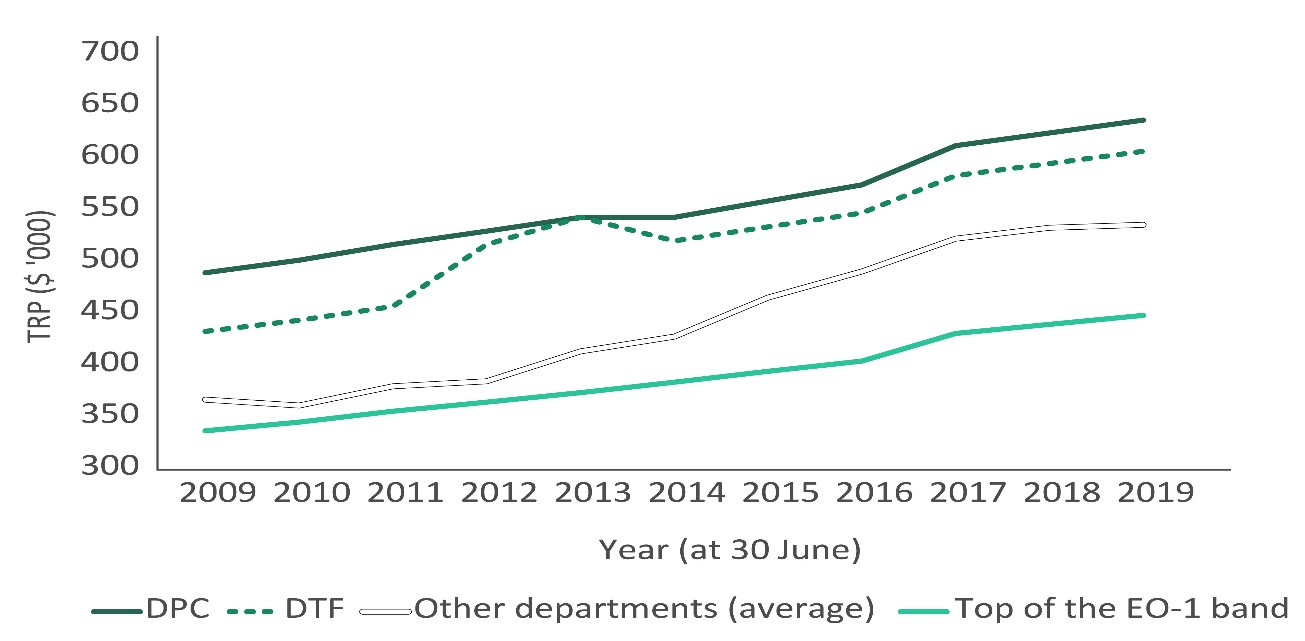 700
650
600
550
500
450
400
350
300
TRP ($ '000)
2009 2010 2011 2012 2013 2014 2015 2016 2017 2018 2019
Year (at 30 June)
DPC DTF Other departments (average) Top of the EO-1 band